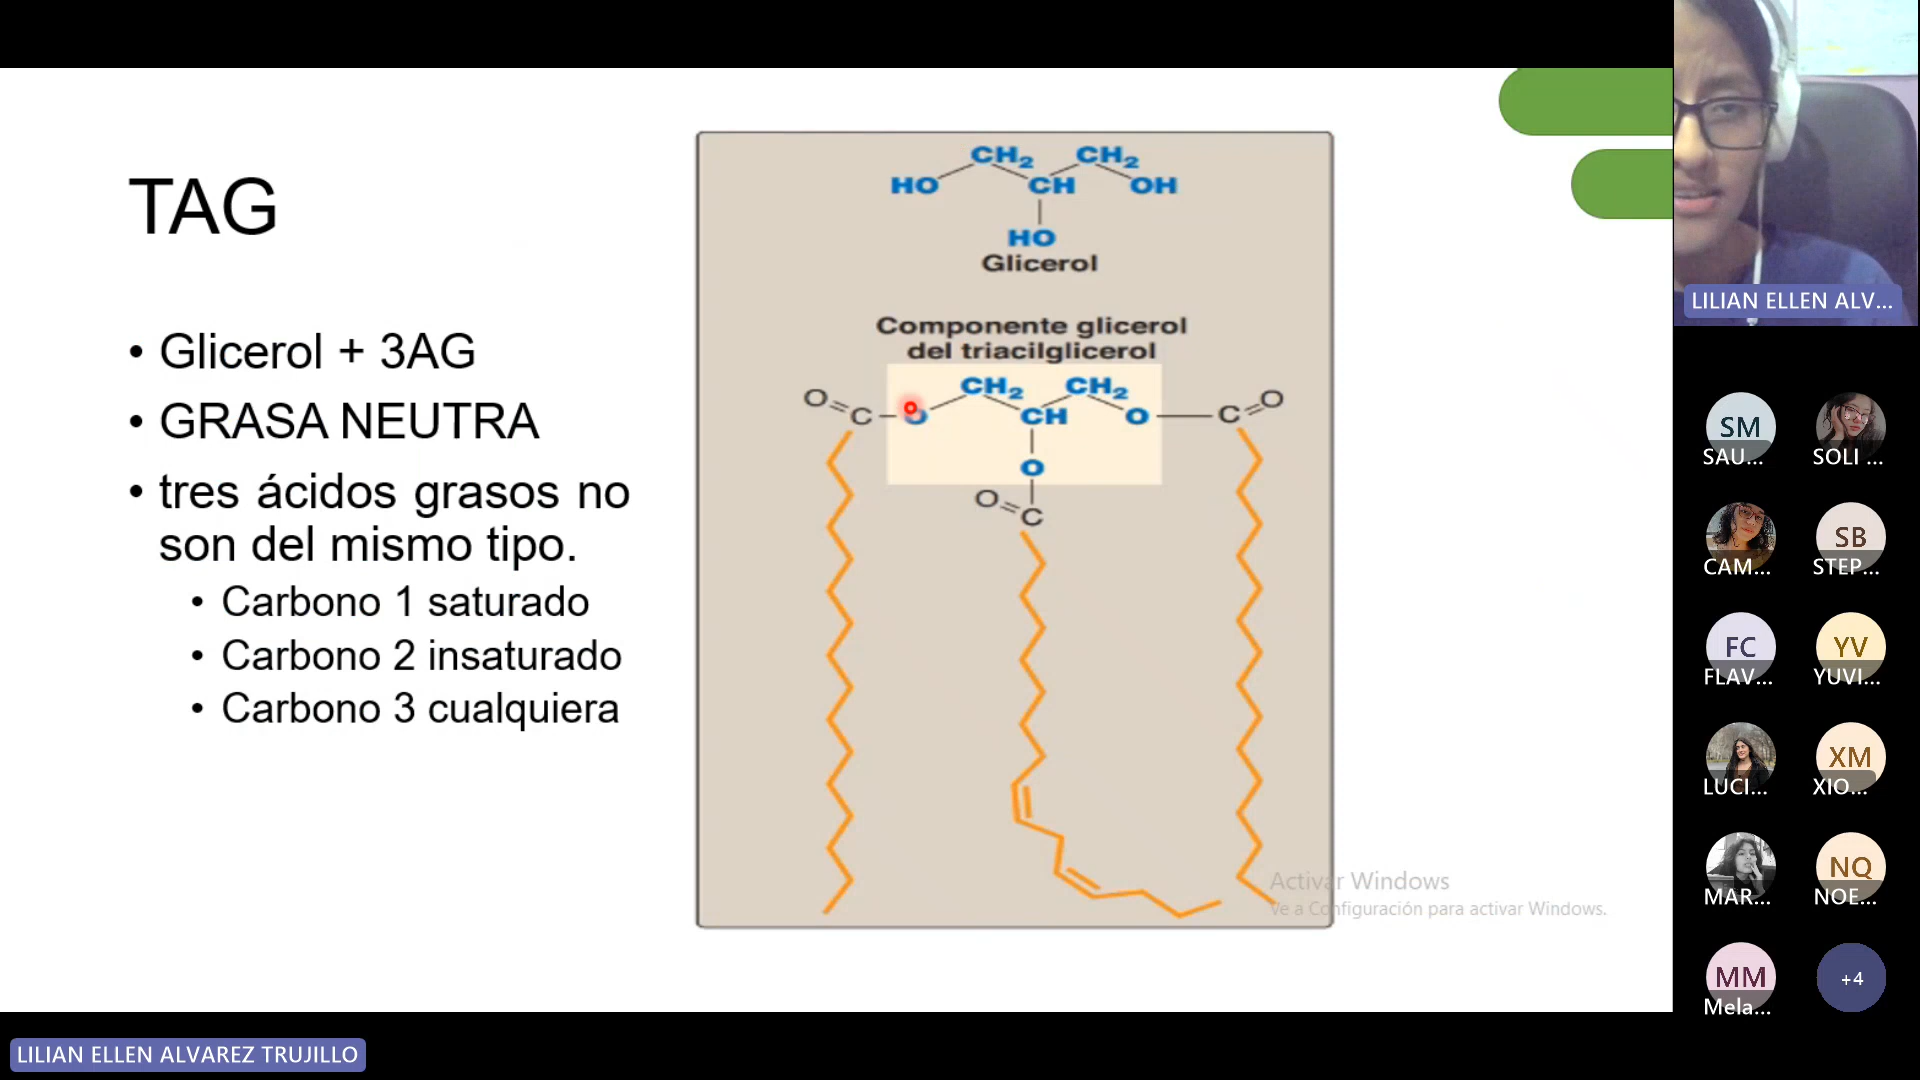 TAG
• Glicerol + 3AG
• GRASA NEUTRA
• tres ácidos grasos no
son del mismo tipo.
• Carbono 1 saturado
• Carbono 2 insaturado
• Carbono 3 cualquiera
CH2 CH2
HO CH OH
HO
Glicerol
Componente glicerol
del triacilglicerol
CH2 CH2
O=C-O CH O C=O
O
O=C
Activar Windows
Ve a Configuración para activar Windows.
LILIAN ELLEN ALV...
SM
SAU...
SOLI ...
CAM...
SB
STEP...
FC
FLAV...
YV
YUVI...
LUCI...
XM
XIO...
MAR...
NQ
NOE...
MM
Mela...
+4
LILIAN ELLEN ALVAREZ TRUJILLO